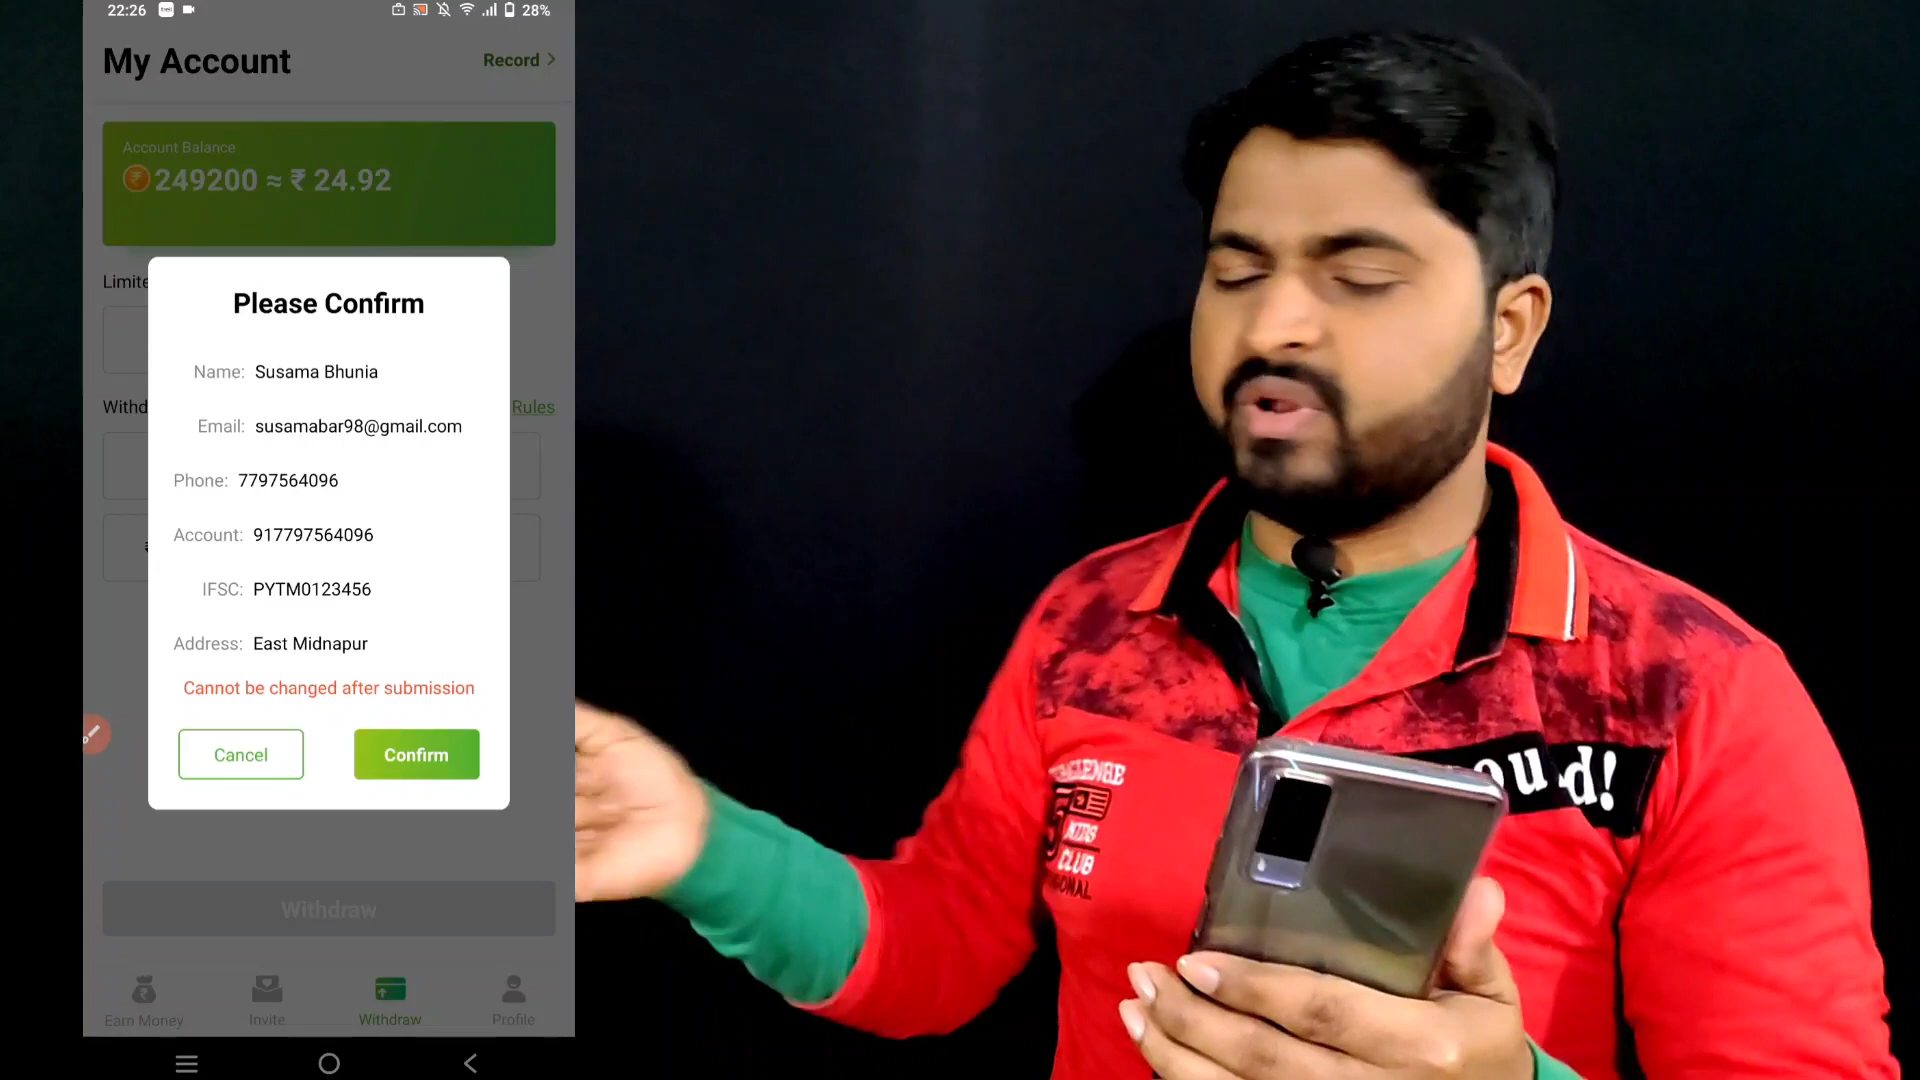 22:26
28%
My Account
Record >
Account Balance
249200 ≈ ₹ 24.92
Limite
Please Confirm
Name: Susama Bhunia
Withd
Rules
Email: susamabar98@gmail.com
Phone: 7797564096
Account: 917797564096
IFSC: PYTM0123456
Address: East Midnapur
Cannot be changed after submission
Cancel
Confirm
Withdraw
Earn Money
Invite
Withdraw
Profile
oud!
KIDS
CLUB